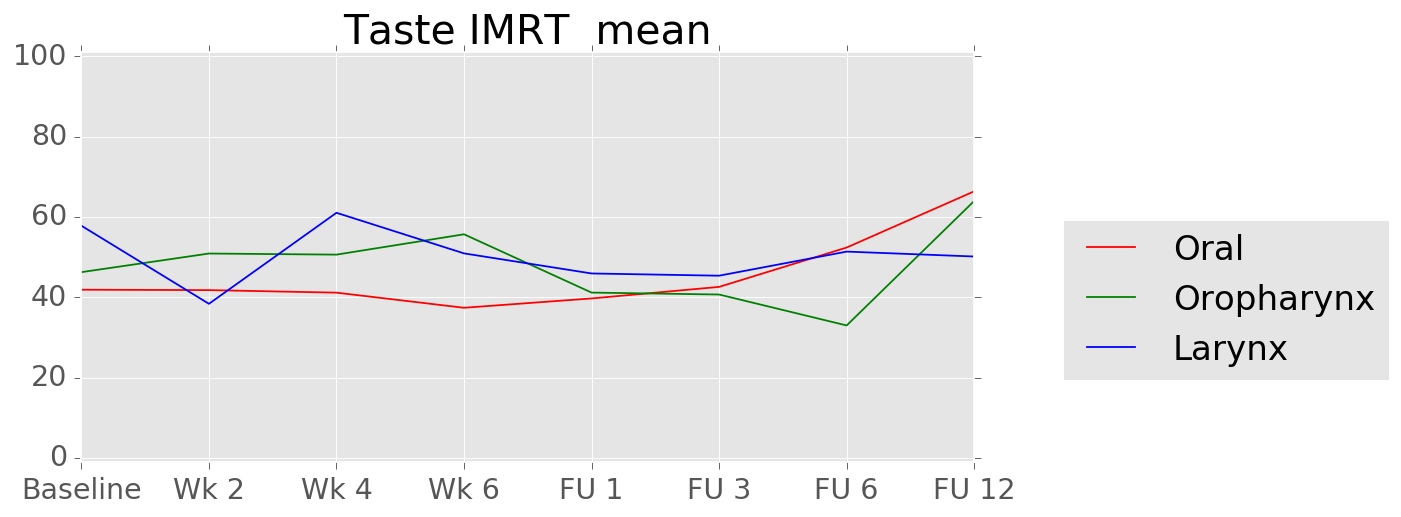 Taste IMRT  mean
100
80
60
40
20
0
Baseline Wk 2 Wk 4 Wk 6 FU 1 FU 3 FU 6 FU 12
Oral
Oropharynx
Larynx